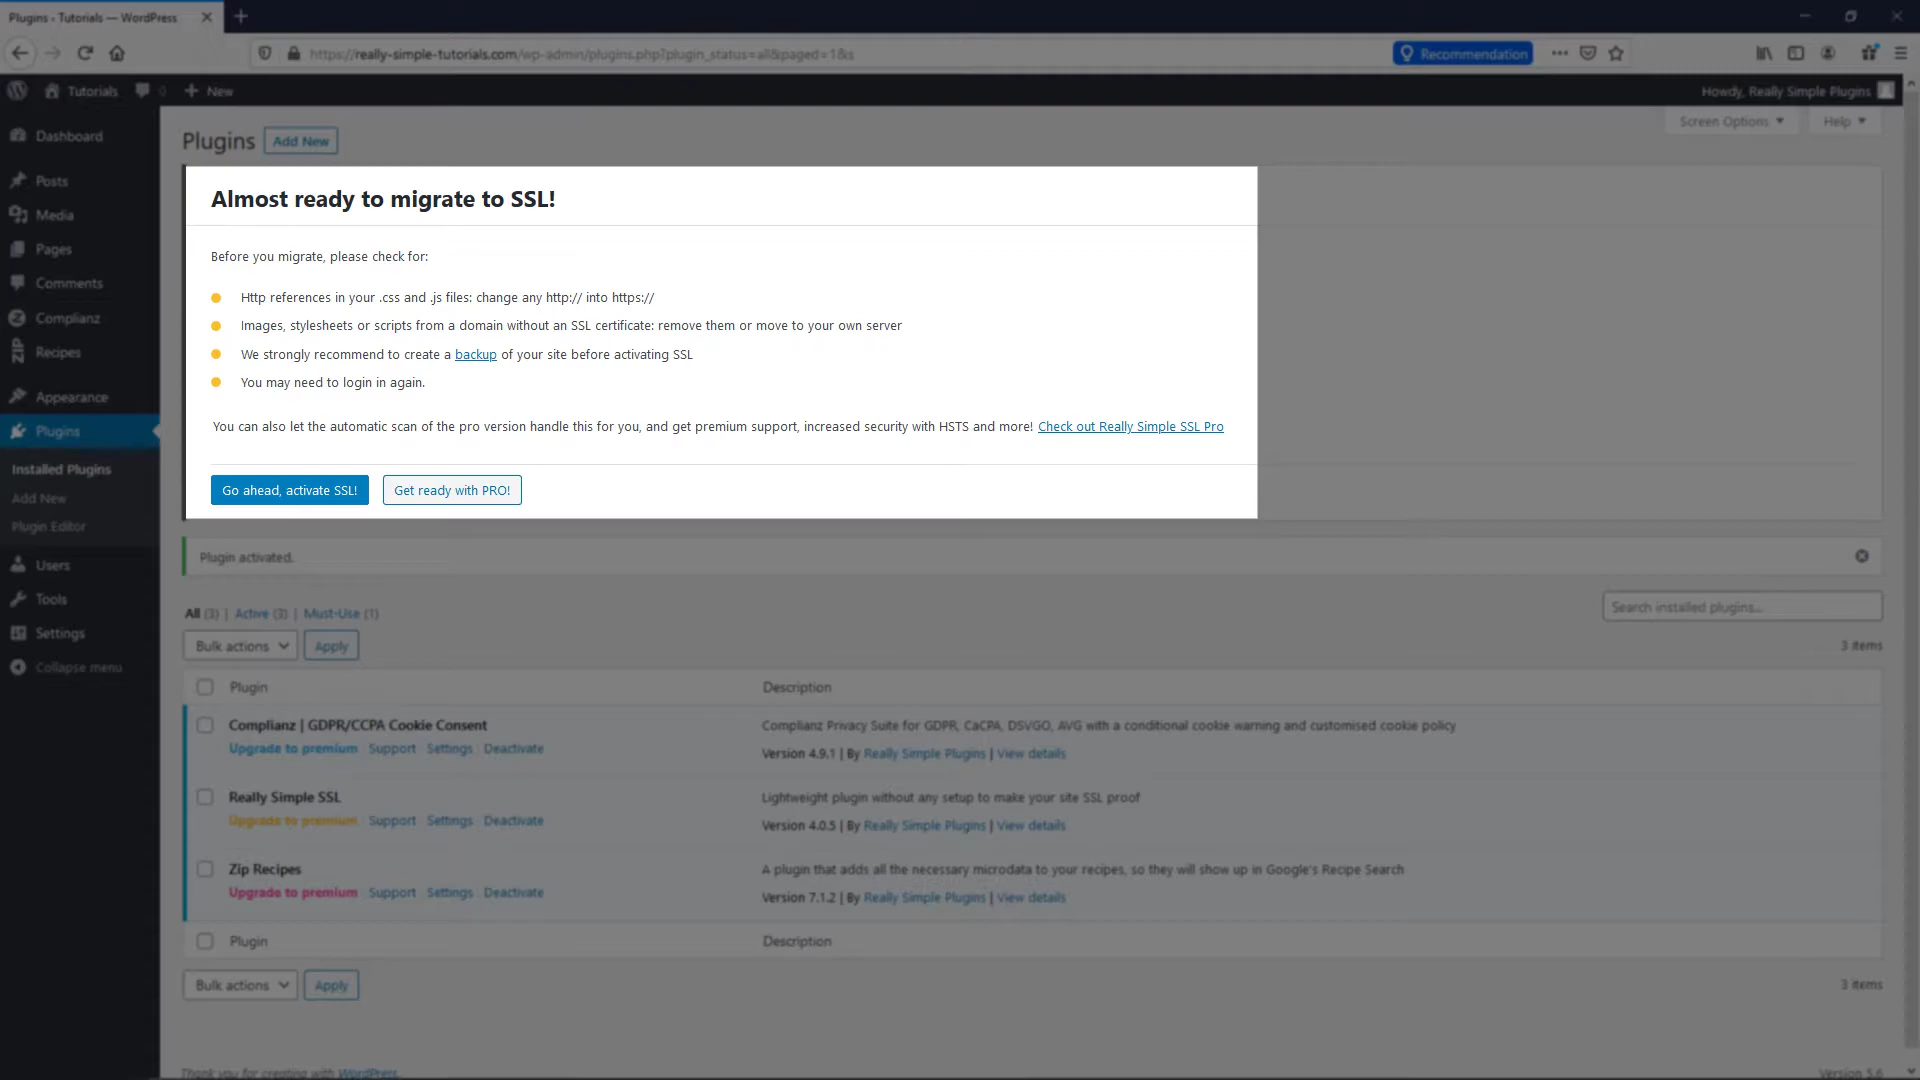 Plugins ‹ Tutorials — WordPress
https://really-simple-tutorials.com/wp-admin/plugins.php?plugin_status=all&paged=1&s
Recommendation
Tutorials
0
New
Howdy, Really Simple Plugins
Dashboard
Posts
Media
Pages
Comments
Complianz
Recipes
Appearance
Plugins
Installed Plugins
Add New
Plugin Editor
Users
Tools
Settings
Collapse menu
Screen Options
Help
Plugins
Add New
Almost ready to migrate to SSL!
Before you migrate, please check for:
Http references in your .css and .js files: change any http:// into https://
Images, stylesheets or scripts from a domain without an SSL certificate: remove them or move to your own server
We strongly recommend to create a backup of your site before activating SSL
You may need to login in again.
You can also let the automatic scan of the pro version handle this for you, and get premium support, increased security with HSTS and more! Check out Really Simple SSL Pro
Go ahead, activate SSL!
Get ready with PRO!
Plugin activated.
All (3) | Active (3) | Must-Use (1)
Search installed plugins...
Bulk actions
Apply
3 items
Plugin
Description
Complianz | GDPR/CCPA Cookie Consent
Upgrade to premium | Support | Settings | Deactivate
Complianz Privacy Suite for GDPR, CaCPA, DSVGO, AVG with a conditional cookie warning and customised cookie policy
Version 4.9.1 | By Really Simple Plugins | View details
Really Simple SSL
Upgrade to premium | Support | Settings | Deactivate
Lightweight plugin without any setup to make your site SSL proof
Version 4.0.5 | By Really Simple Plugins | View details
Zip Recipes
Upgrade to premium | Support | Settings | Deactivate
A plugin that adds all the necessary microdata to your recipes, so they will show up in Google's Recipe Search
Version 7.1.2 | By Really Simple Plugins | View details
Plugin
Description
Bulk actions
Apply
3 items
Thank you for creating with WordPress.
Version 5.6